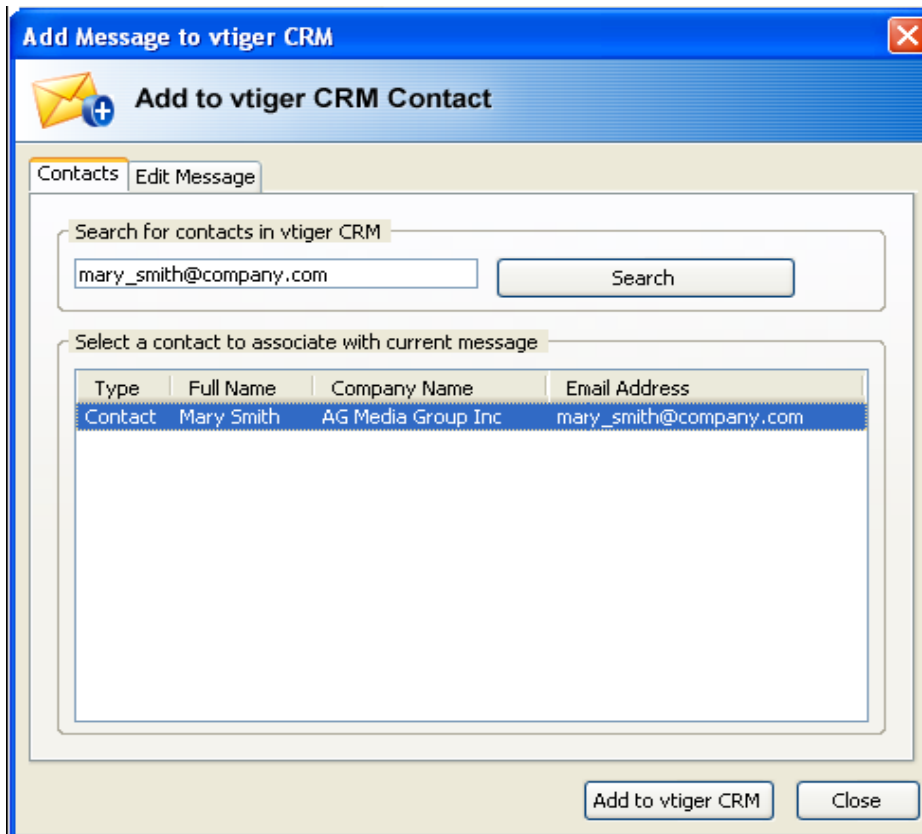 Add Message to vtiger CRM
Add to vtiger CRM Contact
Contacts Edit Message
Search for contacts in vtiger CRM
mary_smith@company.com Search
Select a contact to associate with current message
Type Full Name Company Name Email Address
Contact Mary Smith AG Media Group Inc mary_smith@company.com
Add to vtiger CRM Close